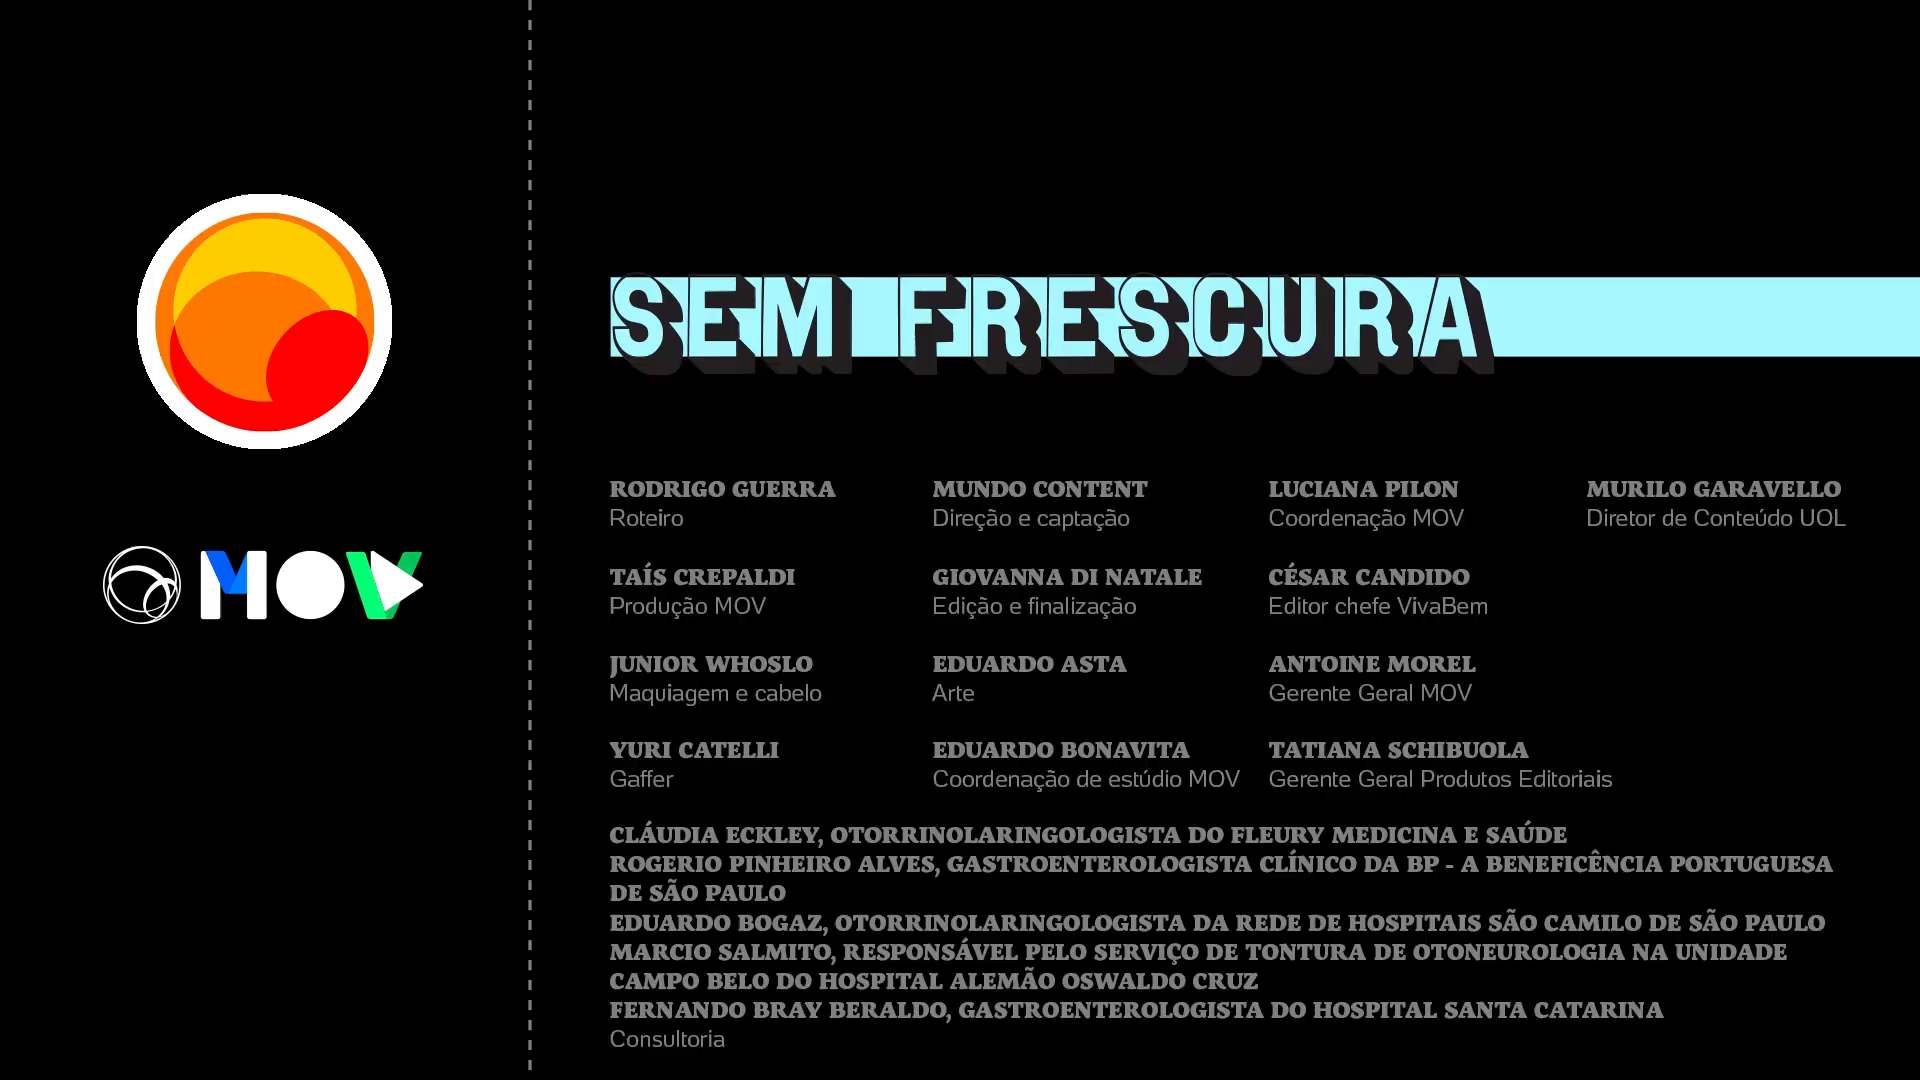 MOV
SEM FRESCURA
RODRIGO GUERRA
Roteiro
MUNDO CONTENT
Direção e captação
LUCIANA PILON
Coordenação MOV
MURILO GARAVELLO
Diretor de Conteúdo UOL
TAÍS CREPALDI
Produção MOV
GIOVANNA DI NATALE
Edição e finalização
CÉSAR CANDIDO
Editor chefe VivaBem
JUNIOR WHOSLO
Maquiagem e cabelo
EDUARDO ASTA
Arte
ANTOINE MOREL
Gerente Geral MOV
YURI CATELLI
Gaffer
EDUARDO BONAVITA
Coordenação de estúdio MOV
TATIANA SCHIBUOLA
Gerente Geral Produtos Editoriais
CLÁUDIA ECKLEY, OTORRINOLARINGOLOGISTA DO FLEURY MEDICINA E SAÚDE
ROGERIO PINHEIRO ALVES, GASTROENTEROLOGISTA CLÍNICO DA BP - A BENEFICÊNCIA PORTUGUESA
DE SÃO PAULO
EDUARDO BOGAZ, OTORRINOLARINGOLOGISTA DA REDE DE HOSPITAIS SÃO CAMILO DE SÃO PAULO
MARCIO SALMITO, RESPONSÁVEL PELO SERVIÇO DE TONTURA DE OTONEUROLOGIA NA UNIDADE
CAMPO BELO DO HOSPITAL ALEMÃO OSWALDO CRUZ
FERNANDO BRAY BERALDO, GASTROENTEROLOGISTA DO HOSPITAL SANTA CATARINA
Consultoria